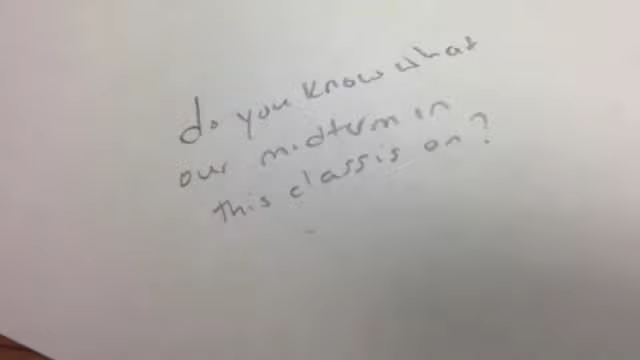 do you know what
our midterm in
this class is on?